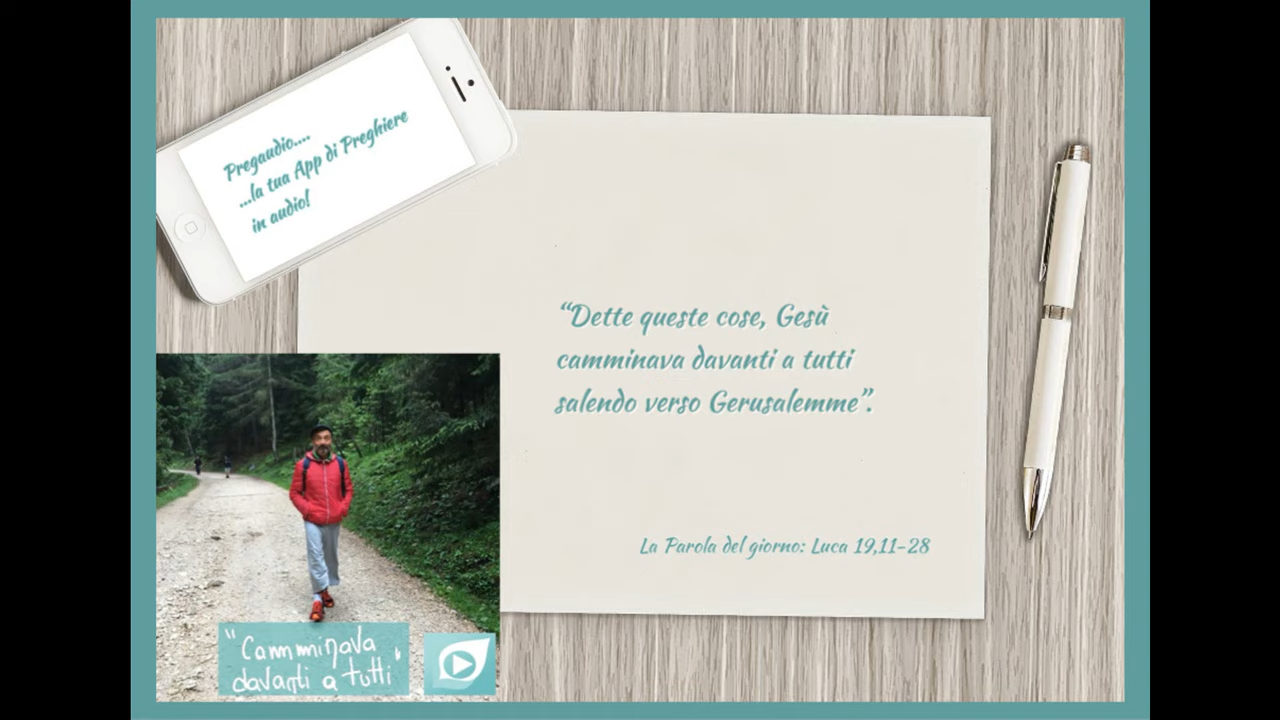 Pregaudio....
...la tua App di Preghiere
in audio!
“Dette queste cose, Gesù
camminava davanti a tutti
salendo verso Gerusalemme”.
La Parola del giorno: Luca 19,11-28
“Camminava
davanti a tutti”